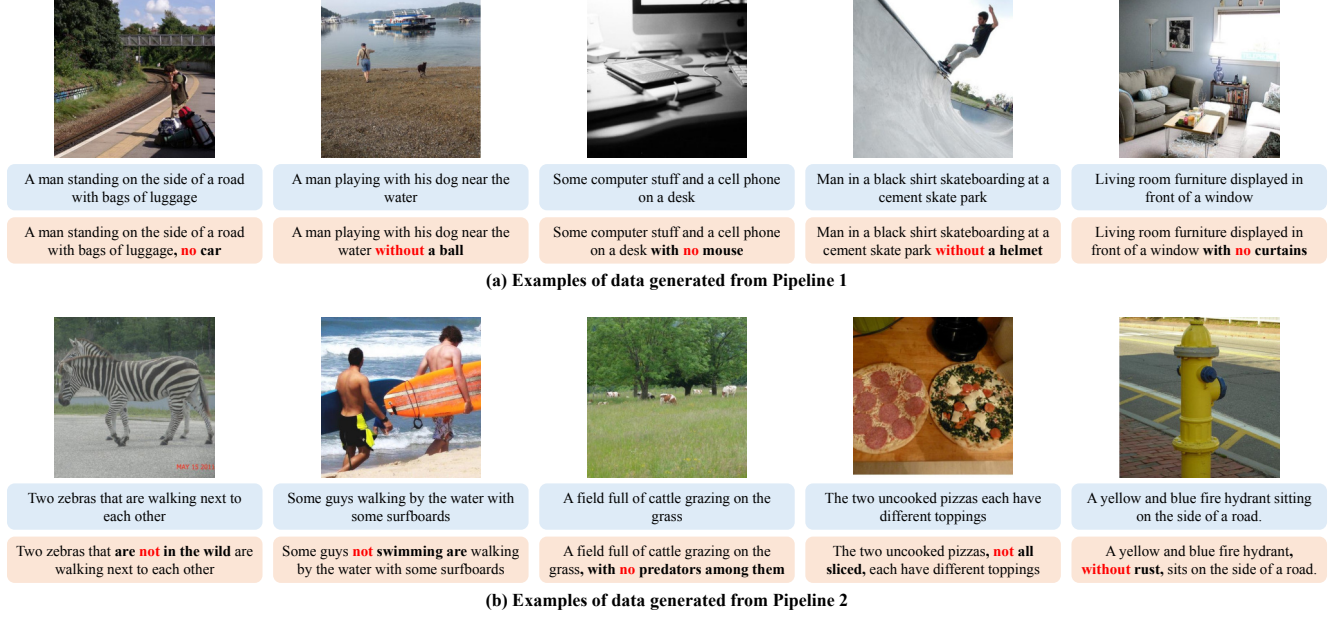 A man standing on the side of a road
with bags of luggage
A man standing on the side of a road
with bags of luggage, no car
A man playing with his dog near the
water
A man playing with his dog near the
water without a ball
Some computer stuff and a cell phone
on a desk
Some computer stuff and a cell phone
on a desk with no mouse
Man in a black shirt skateboarding at a
cement skate park
Man in a black shirt skateboarding at a
cement skate park without a helmet
Living room furniture displayed in
front of a window
Living room furniture displayed in
front of a window with no curtains
(a) Examples of data generated from Pipeline 1
Two zebras that are walking next to
each other
Two zebras that are not in the wild are
walking next to each other
Some guys walking by the water with
some surfboards
Some guys not swimming are walking
by the water with some surfboards
A field full of cattle grazing on the
grass
A field full of cattle grazing on the
grass, with no predators among them
The two uncooked pizzas each have
different toppings
The two uncooked pizzas, not all
sliced, each have different toppings
A yellow and blue fire hydrant sitting
on the side of a road.
A yellow and blue fire hydrant,
without rust, sits on the side of a road.
(b) Examples of data generated from Pipeline 2